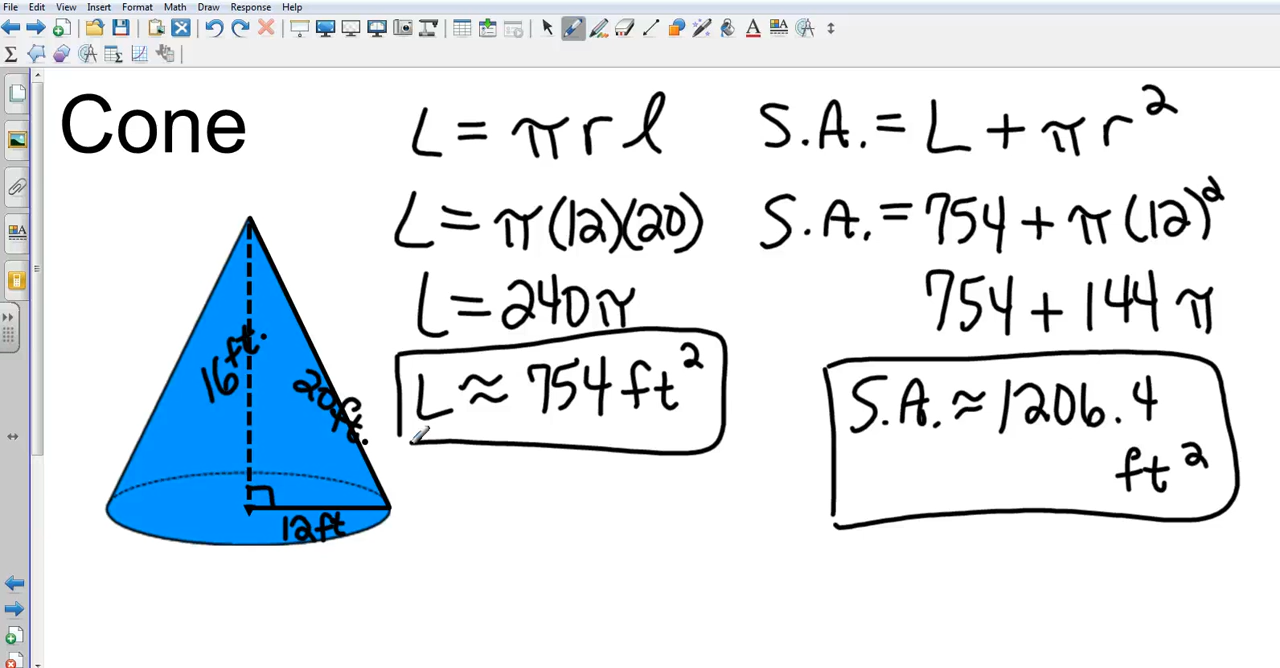 File Edit View Insert Format Math Draw Response Help
Cone
L = πrl
L = π(12)(20)
L = 240π
L ≈ 754 ft²
S.A. = L + πr²
S.A. = 754 + π(12)²
754 + 144π
S.A. ≈ 1206.4
ft²
16 ft.
20 ft.
12 ft